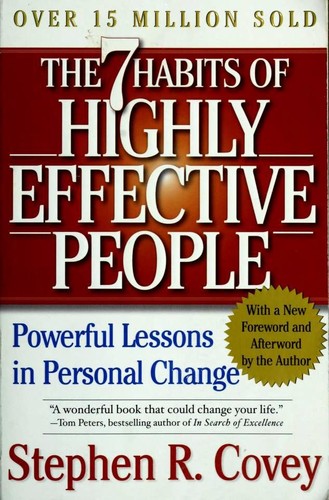 OVER 15 MILLION SOLD
THE 7 HABITS OF
HIGHLY
EFFECTIVE
PEOPLE
Powerful Lessons
in Personal Change
With a New
Foreword and
Afterword
by the Author
"A wonderful book that could change your life."
—Tom Peters, bestselling author of In Search of Excellence
Stephen R. Covey